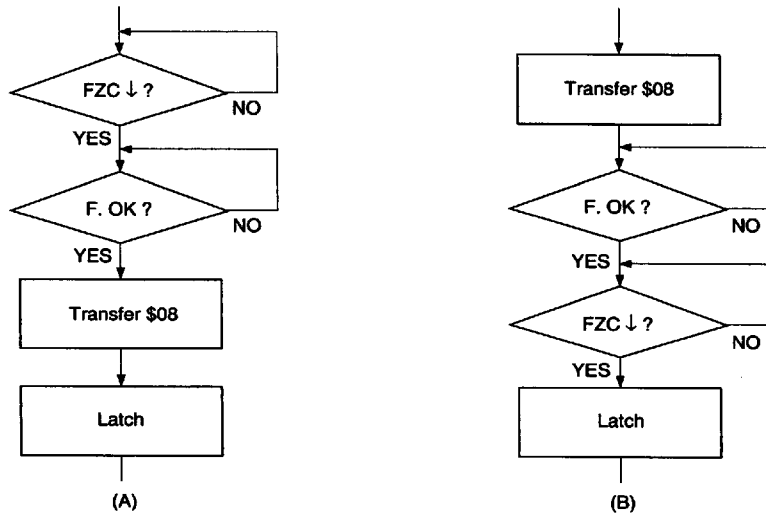 FZC ↓ ?
NO
YES
F. OK ?
NO
YES
Transfer $08
Latch
(A)
Transfer $08
F. OK ?
NO
YES
FZC ↓ ?
NO
YES
Latch
(B)